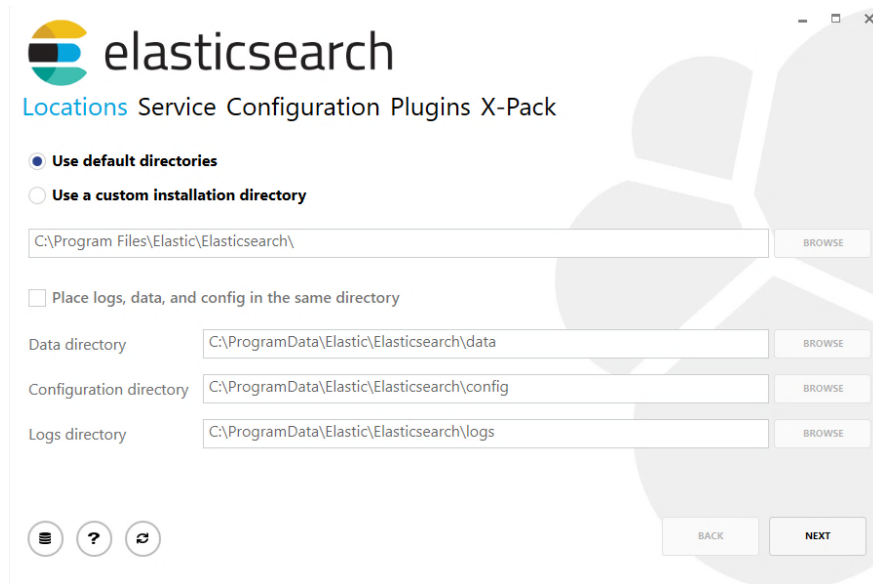 elasticsearch
Locations Service Configuration Plugins X-Pack
Use default directories
Use a custom installation directory
C:\Program Files\Elastic\Elasticsearch\ BROWSE
Place logs, data, and config in the same directory
Data directory C:\ProgramData\Elastic\Elasticsearch\data BROWSE
Configuration directory C:\ProgramData\Elastic\Elasticsearch\config BROWSE
Logs directory C:\ProgramData\Elastic\Elasticsearch\logs BROWSE
? BACK NEXT